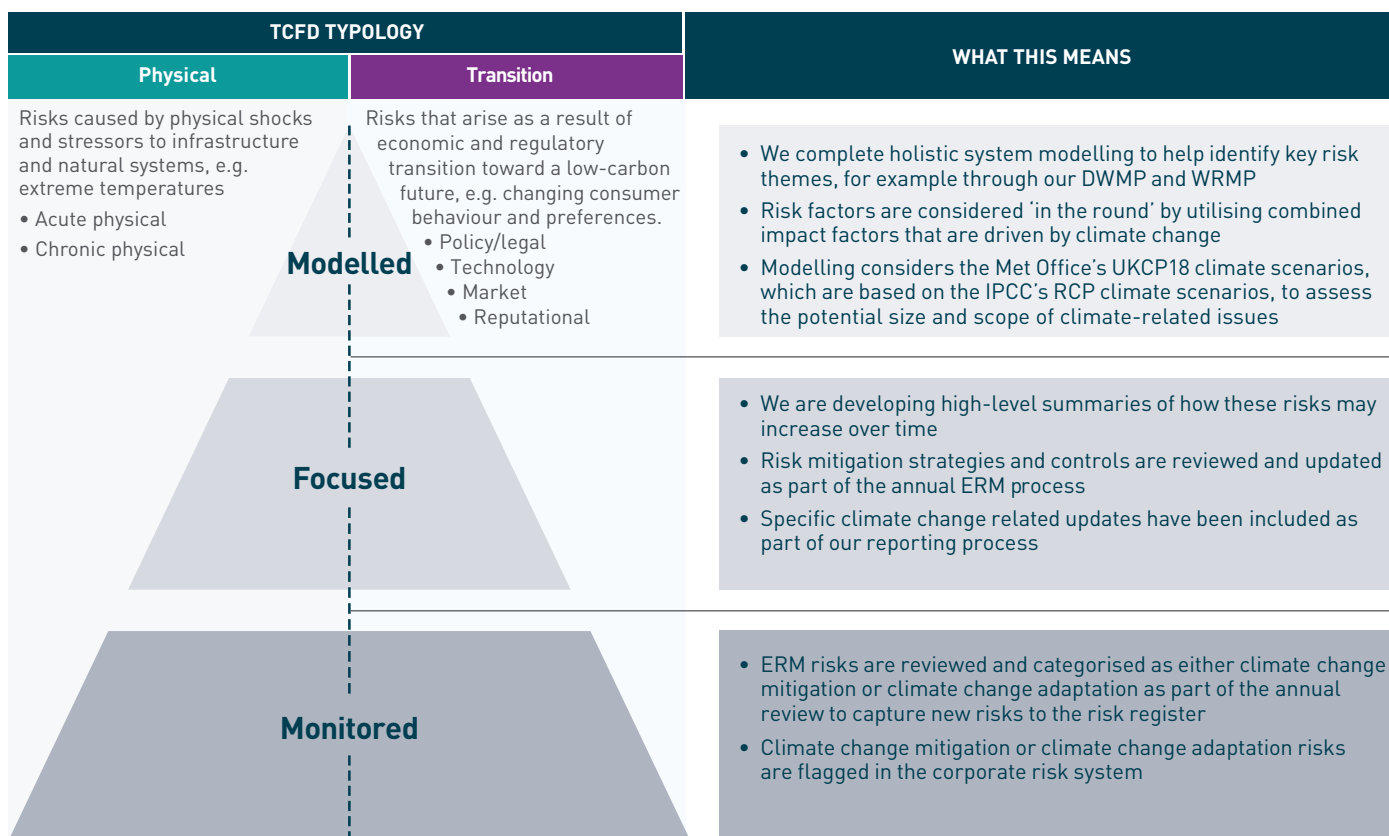 TCFD TYPOLOGY
WHAT THIS MEANS
Physical
Transition
Risks caused by physical shocks
and stressors to infrastructure
and natural systems, e.g.
extreme temperatures
• Acute physical
• Chronic physical
Risks that arise as a result of
economic and regulatory
transition toward a low-carbon
future, e.g. changing consumer
behaviour and preferences.
• Policy/legal
• Technology
• Market
• Reputational
Modelled
• We complete holistic system modelling to help identify key risk
themes, for example through our DWMP and WRMP
• Risk factors are considered ‘in the round’ by utilising combined
impact factors that are driven by climate change
• Modelling considers the Met Office’s UKCP18 climate scenarios,
which are based on the IPCC’s RCP climate scenarios, to assess
the potential size and scope of climate-related issues
Focused
• We are developing high-level summaries of how these risks may
increase over time
• Risk mitigation strategies and controls are reviewed and updated
as part of the annual ERM process
• Specific climate change related updates have been included as
part of our reporting process
Monitored
• ERM risks are reviewed and categorised as either climate change
mitigation or climate change adaptation as part of the annual
review to capture new risks to the risk register
• Climate change mitigation or climate change adaptation risks
are flagged in the corporate risk system